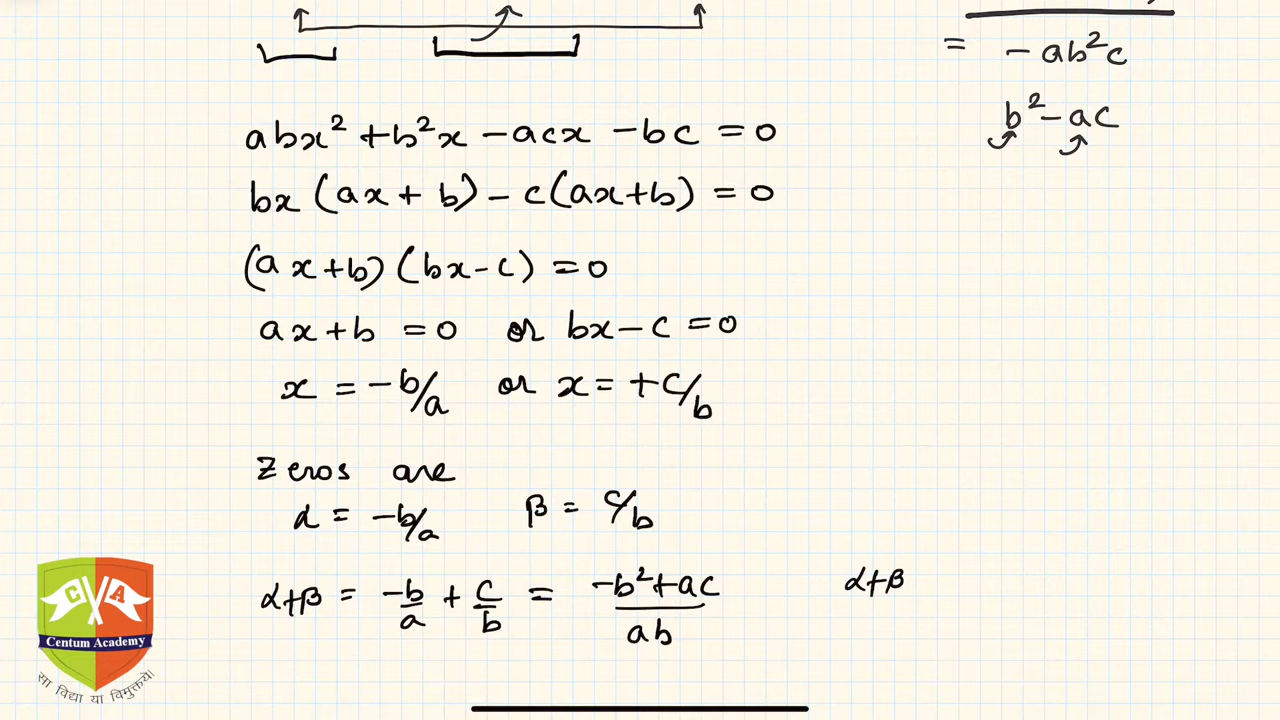 = - ab²c
b² - ac
abx² + b²x - acx - bc = 0
bx (ax + b) - c(ax+b) = 0
(ax+b) (bx-c) = 0
ax+b = 0 or bx-c = 0
x = -b/a or x = +c/b
Zeros are
α = -b/a β = c/b
α+β = -b/a + c/b = -b²+ac/ab α+β
C A
Centum Academy
सा विद्या या विमुक्तये।